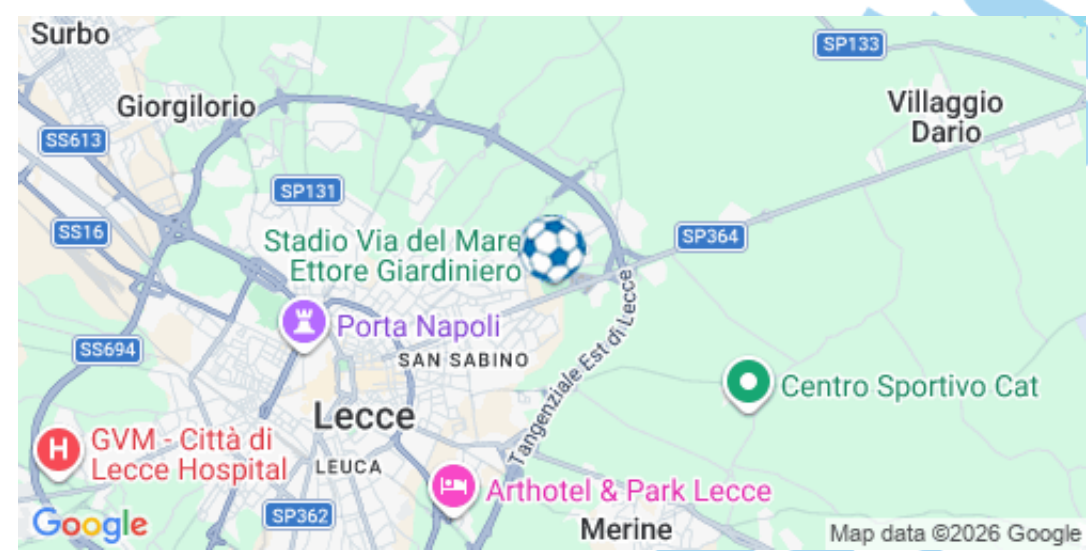 Surbo
SP133
Giorgilorio
Villaggio
Dario
SS613
SP131
SS16
Stadio Via del Mare
Ettore Giardiniero
SP364
Porta Napoli
SAN SABINO
SS694
Tangenziale Est di Lecce
Centro Sportivo Cat
Lecce
H
GVM - Città di
Lecce Hospital
LEUCA
Arthotel & Park Lecce
Google
SP362
Merine
Map data ©2026 Google